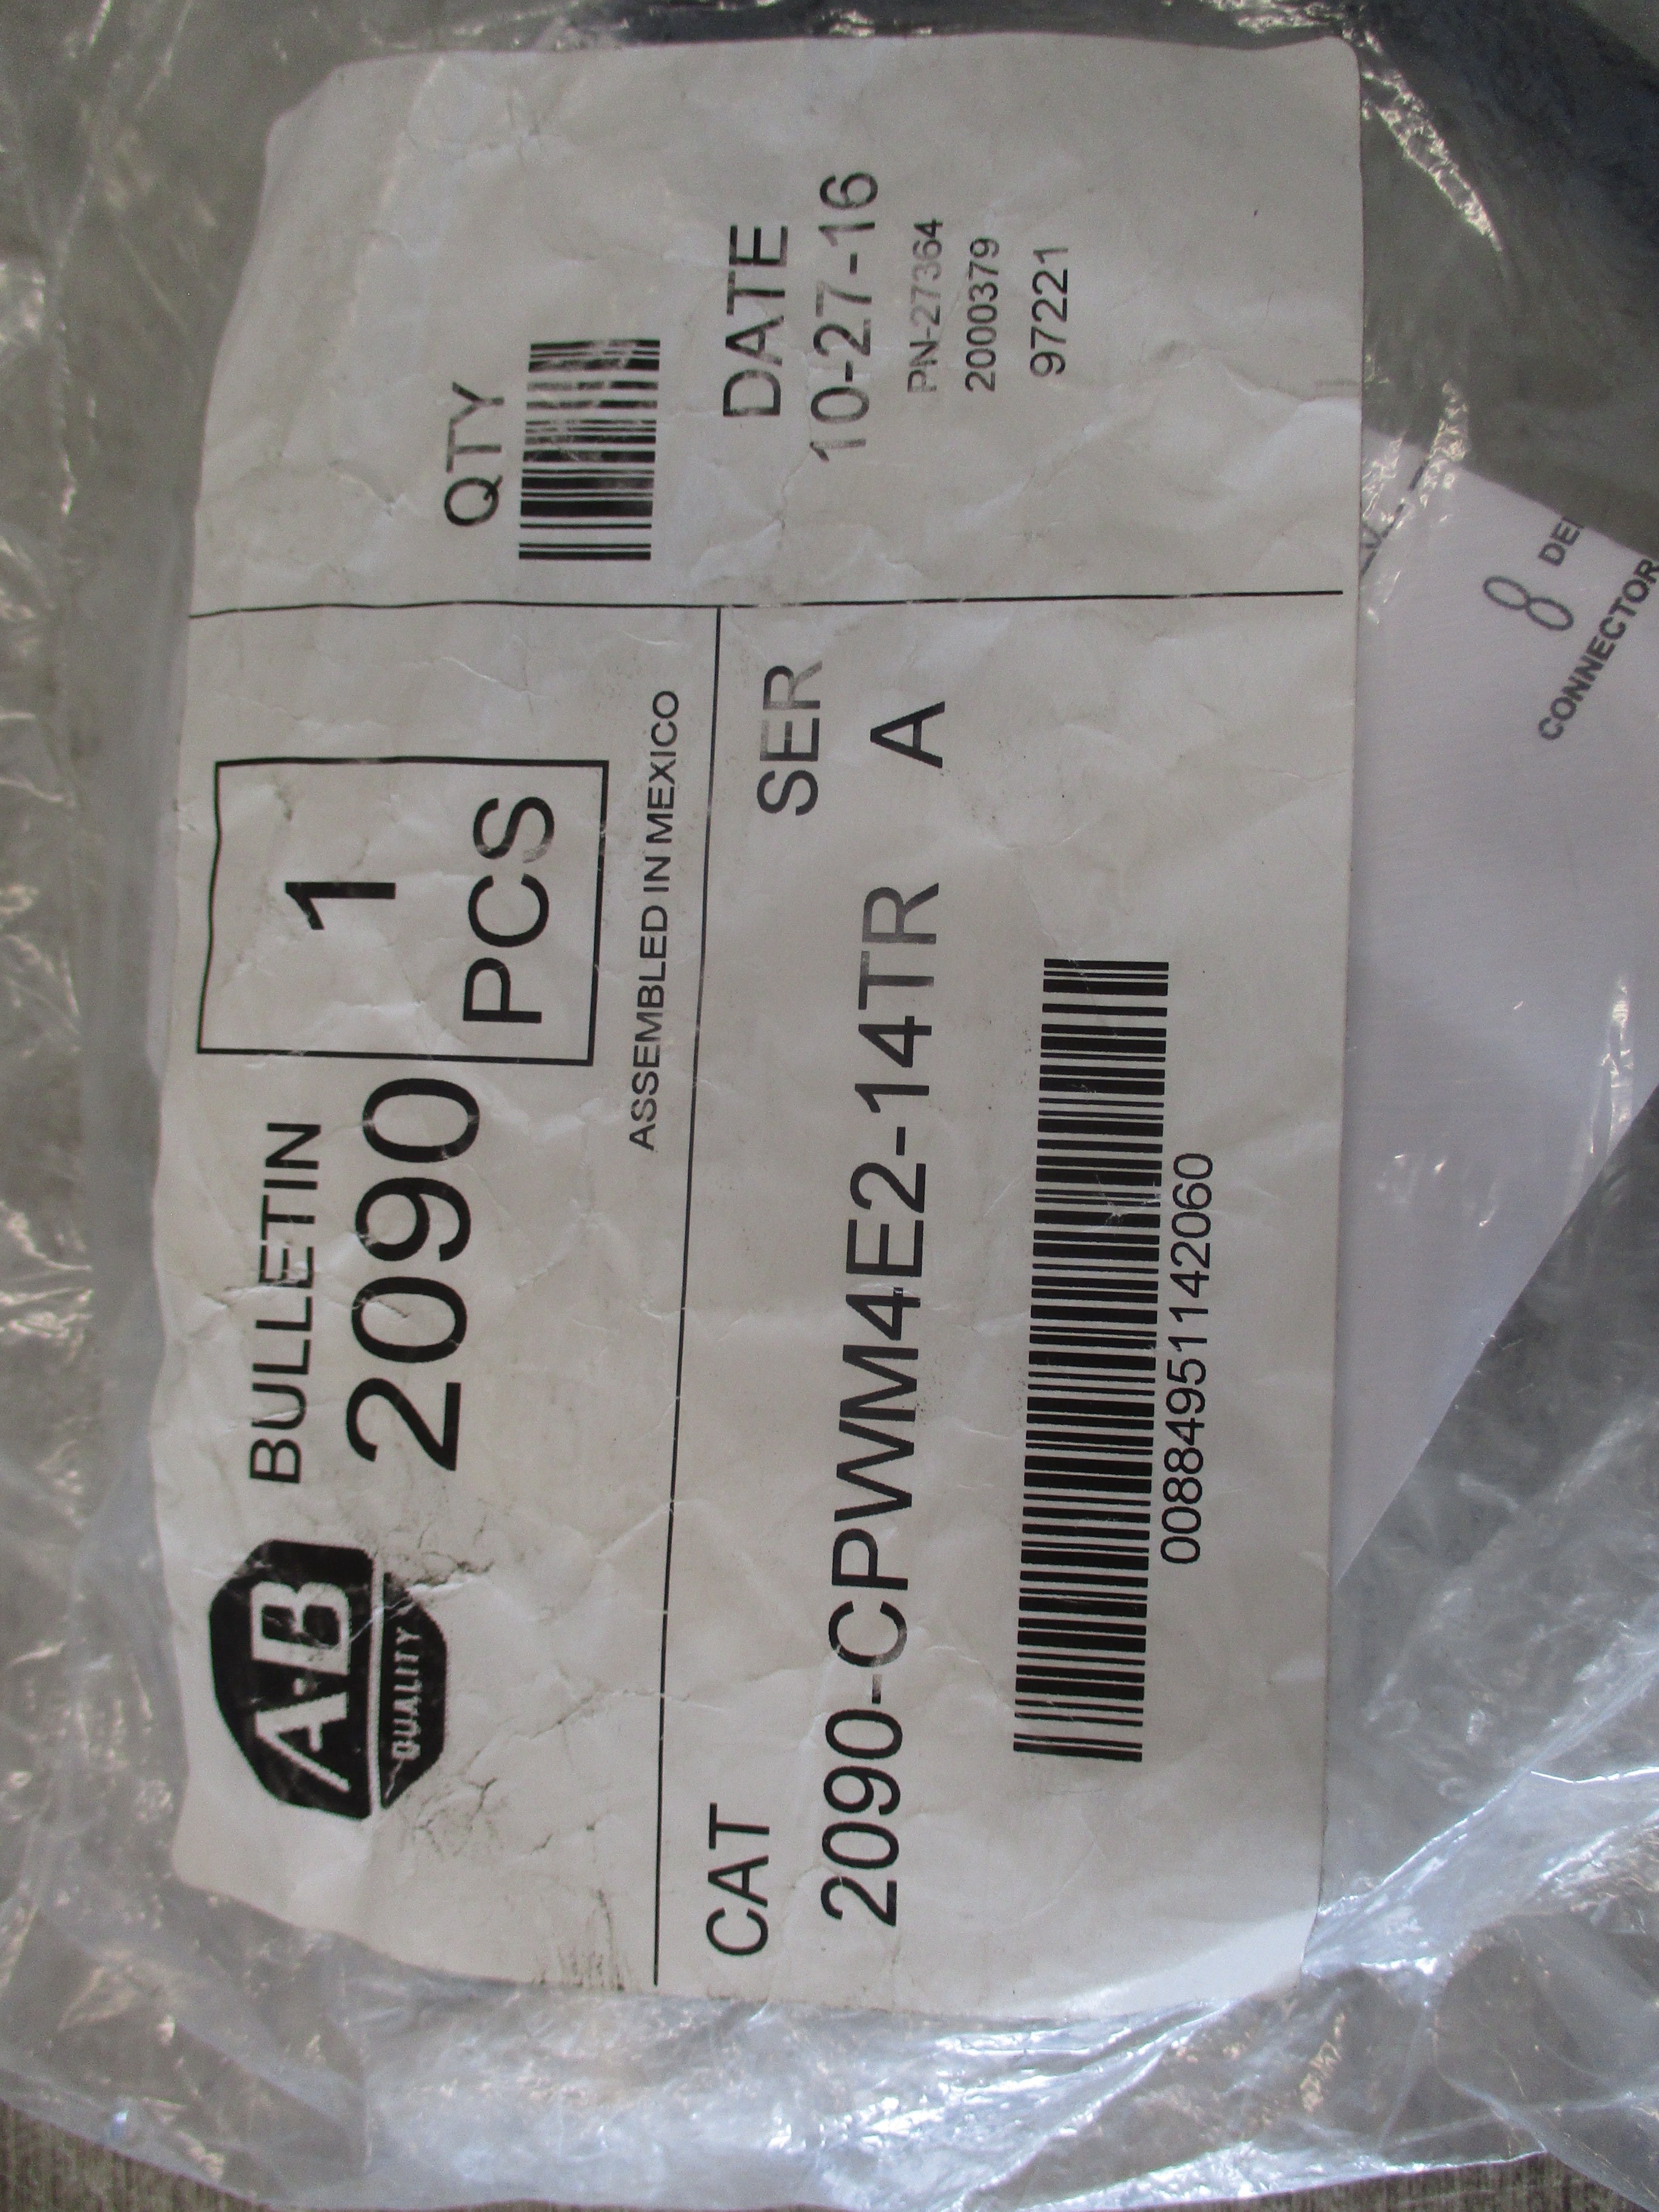 A·B
QUALITY
BULLETIN
2090
1
PCS
ASSEMBLED IN MEXICO
QTY
DATE
10-27-16
PN-27364
2000379
97221
CAT
SER
2090-CPWM4E2-14TR
A
00884951142060
8
CONNECTOR